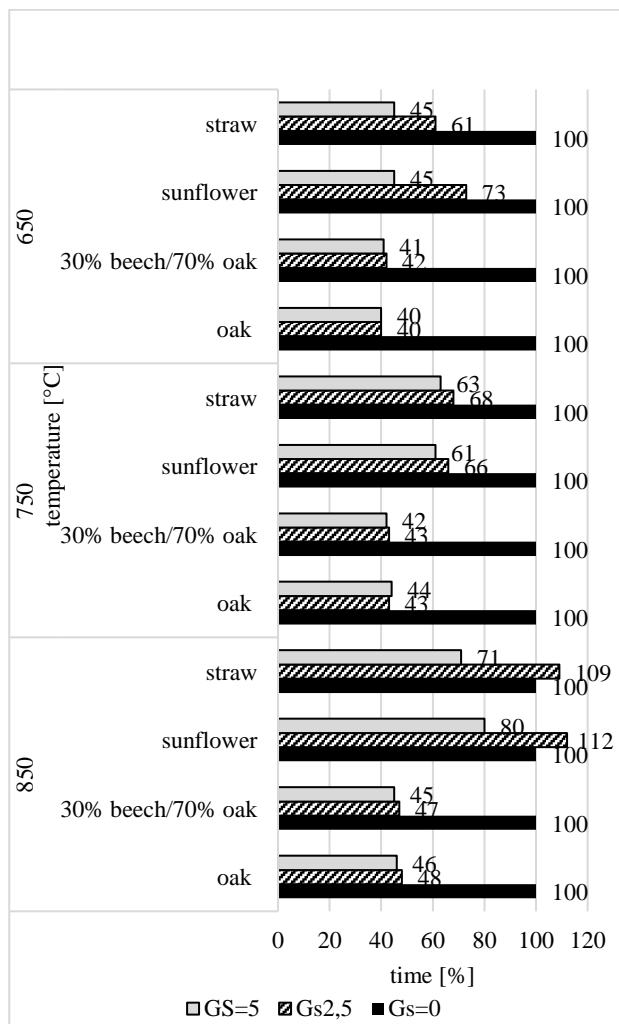 650
straw
45
61
100
sunflower
45
73
100
30% beech/70% oak
41
42
100
oak
40
40
100
temperature [°C]
750
straw
63
68
100
sunflower
61
66
100
30% beech/70% oak
42
43
100
oak
44
43
100
850
straw
71
109
100
sunflower
80
112
100
30% beech/70% oak
45
47
100
oak
46
48
100
0 20 40 60 80 100 120
time [%]
GS=5 Gs2,5 Gs=0